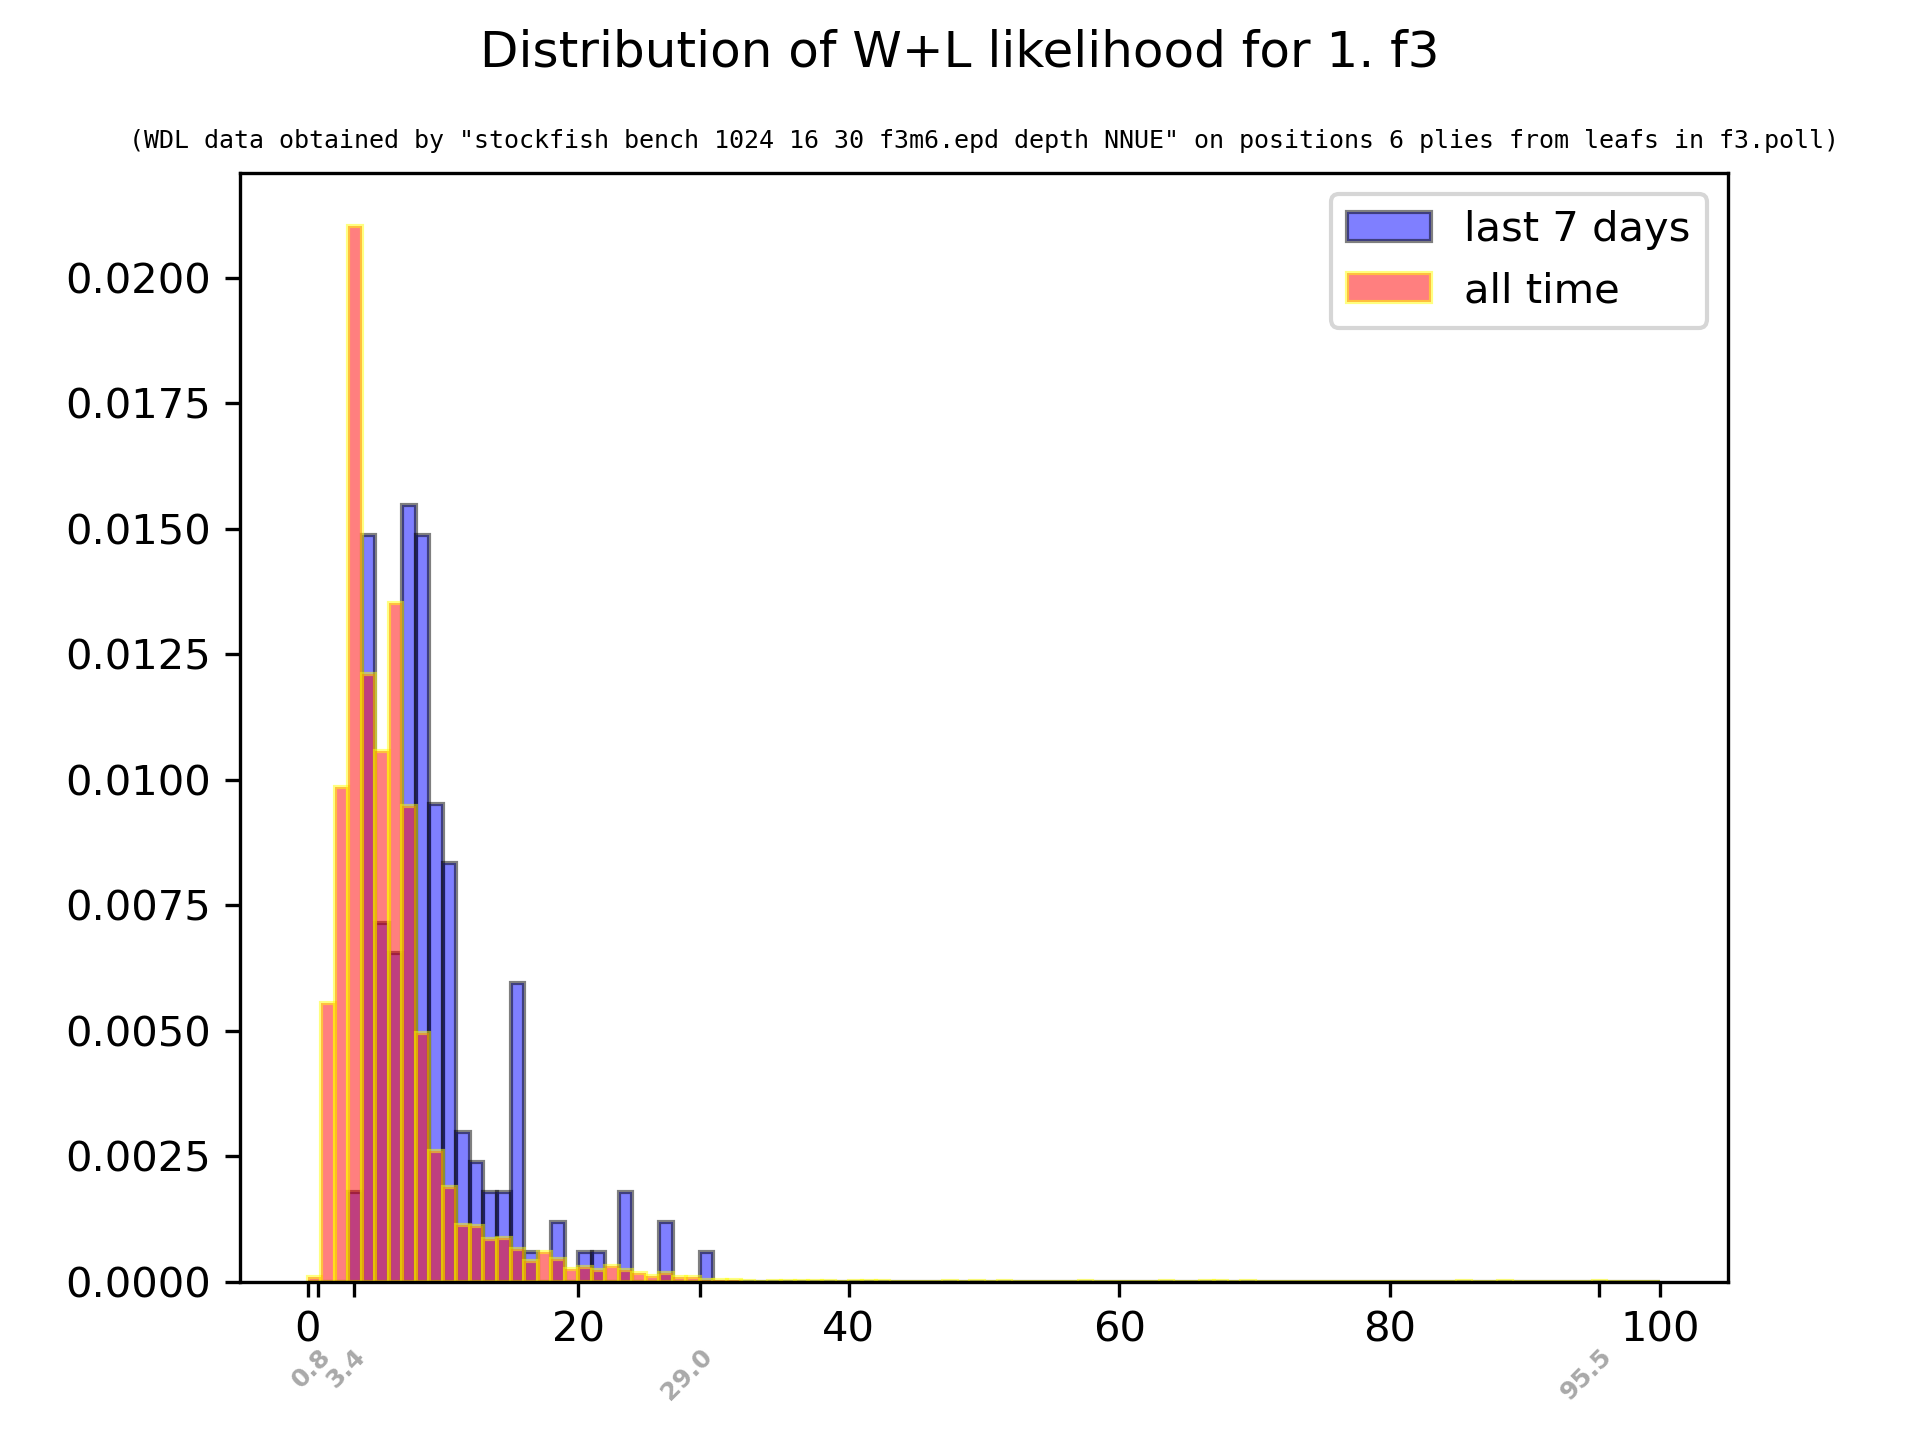 Distribution of W+L likelihood for 1. f3
(WDL data obtained by "stockfish bench 1024 16 30 f3m6.epd depth NNUE" on positions 6 plies from leafs in f3.poll)
last 7 days
all time
0.0200
0.0175
0.0150
0.0125
0.0100
0.0075
0.0050
0.0025
0.0000
0 20 40 60 80 100
0.8 3.4 29.0 95.5